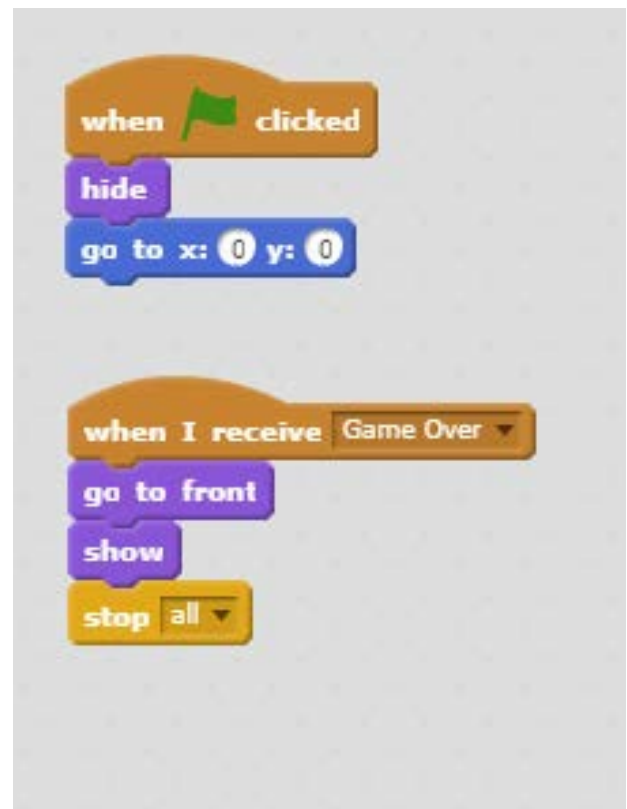 when clicked
hide
go to x: 0 y: 0
when I receive Game Over
go to front
show
stop all